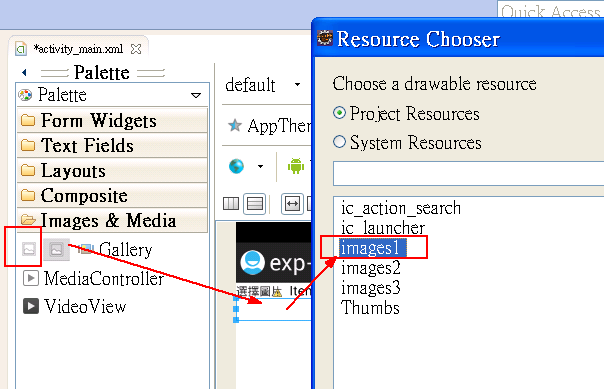 Quick Access
*activity_main.xml
Palette
Palette
Form Widgets
Text Fields
Layouts
Composite
Images & Media
Gallery
MediaController
VideoView
default
AppThem
exp-
選擇圖 Item
Resource Chooser
Choose a drawable resource
Project Resources
System Resources
ic_action_search
ic_launcher
images1
images2
images3
Thumbs